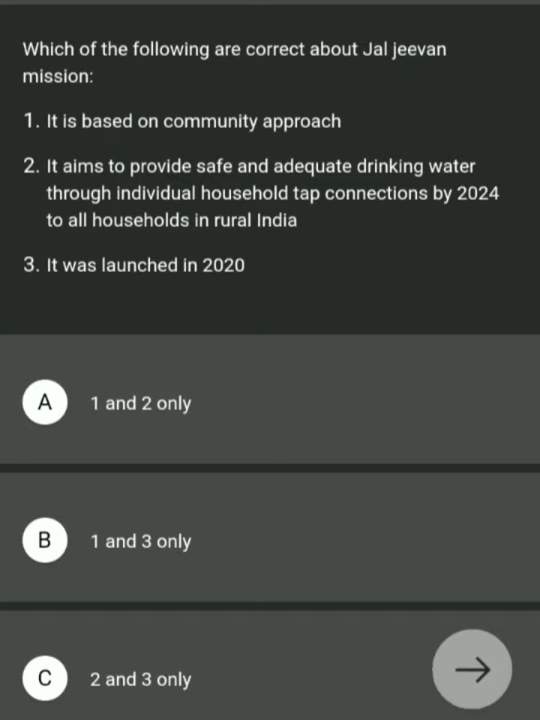 Which of the following are correct about Jal jeevan
mission:
1. It is based on community approach
2. It aims to provide safe and adequate drinking water
through individual household tap connections by 2024
to all households in rural India
3. It was launched in 2020
A 1 and 2 only
B 1 and 3 only
C 2 and 3 only